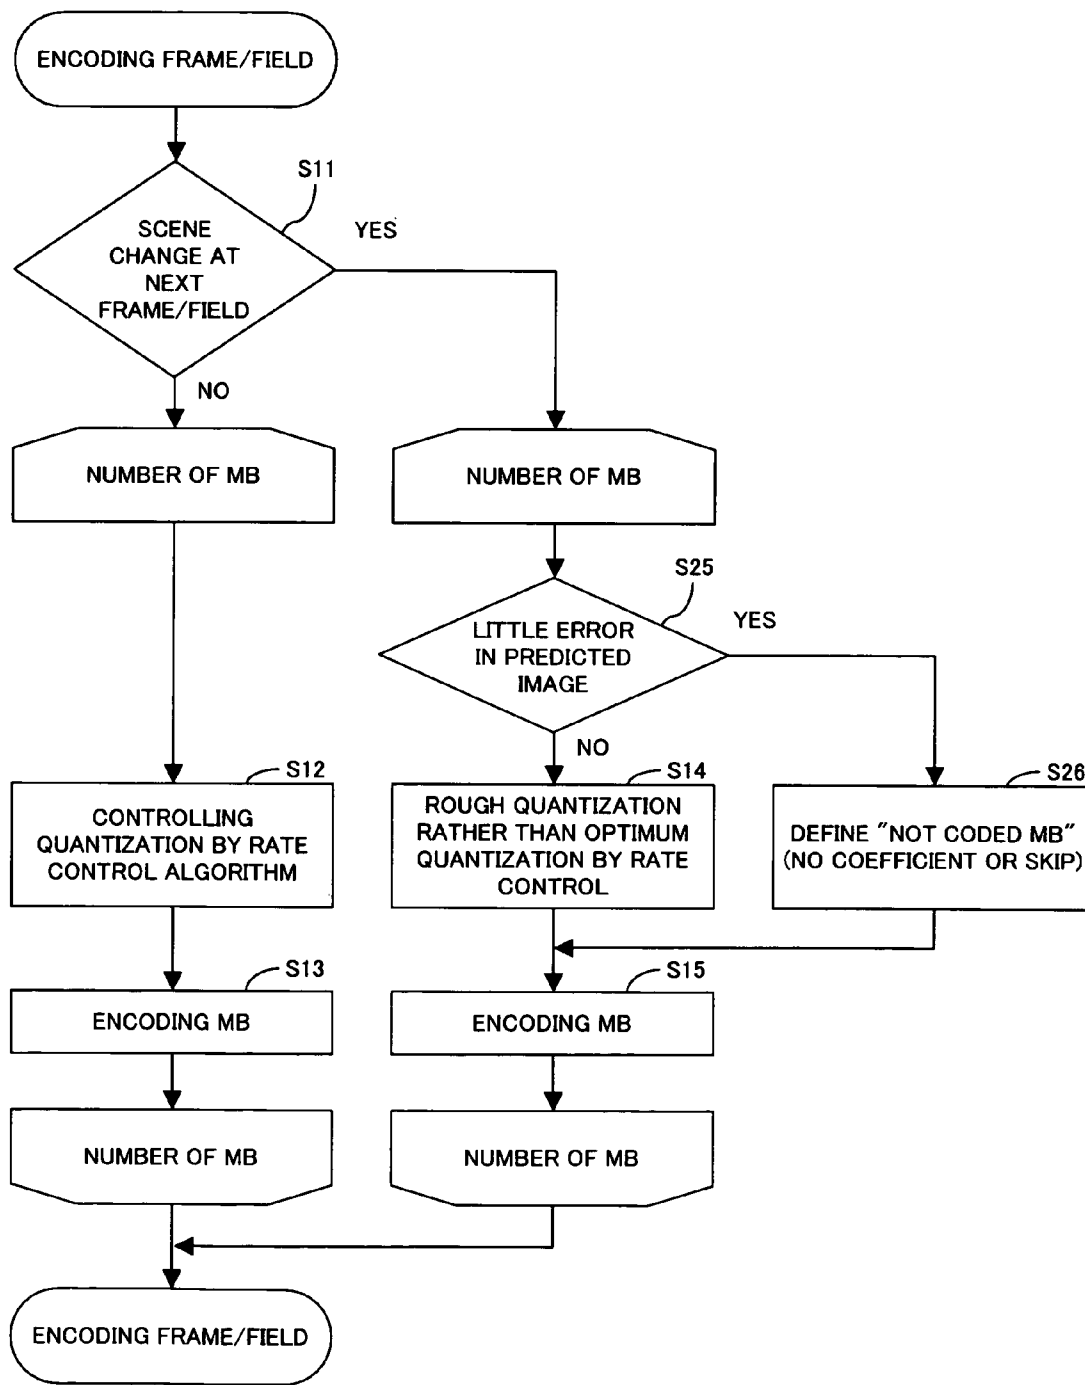 ENCODING FRAME/FIELD
S11
SCENE
CHANGE AT
NEXT
FRAME/FIELD
YES
NO
NUMBER OF MB
NUMBER OF MB
S25
LITTLE ERROR
IN PREDICTED
IMAGE
YES
NO
S12
CONTROLLING
QUANTIZATION BY RATE
CONTROL ALGORITHM
S14
ROUGH QUANTIZATION
RATHER THAN OPTIMUM
QUANTIZATION BY RATE
CONTROL
S26
DEFINE "NOT CODED MB"
(NO COEFFICIENT OR SKIP)
S13
ENCODING MB
S15
ENCODING MB
NUMBER OF MB
NUMBER OF MB
ENCODING FRAME/FIELD